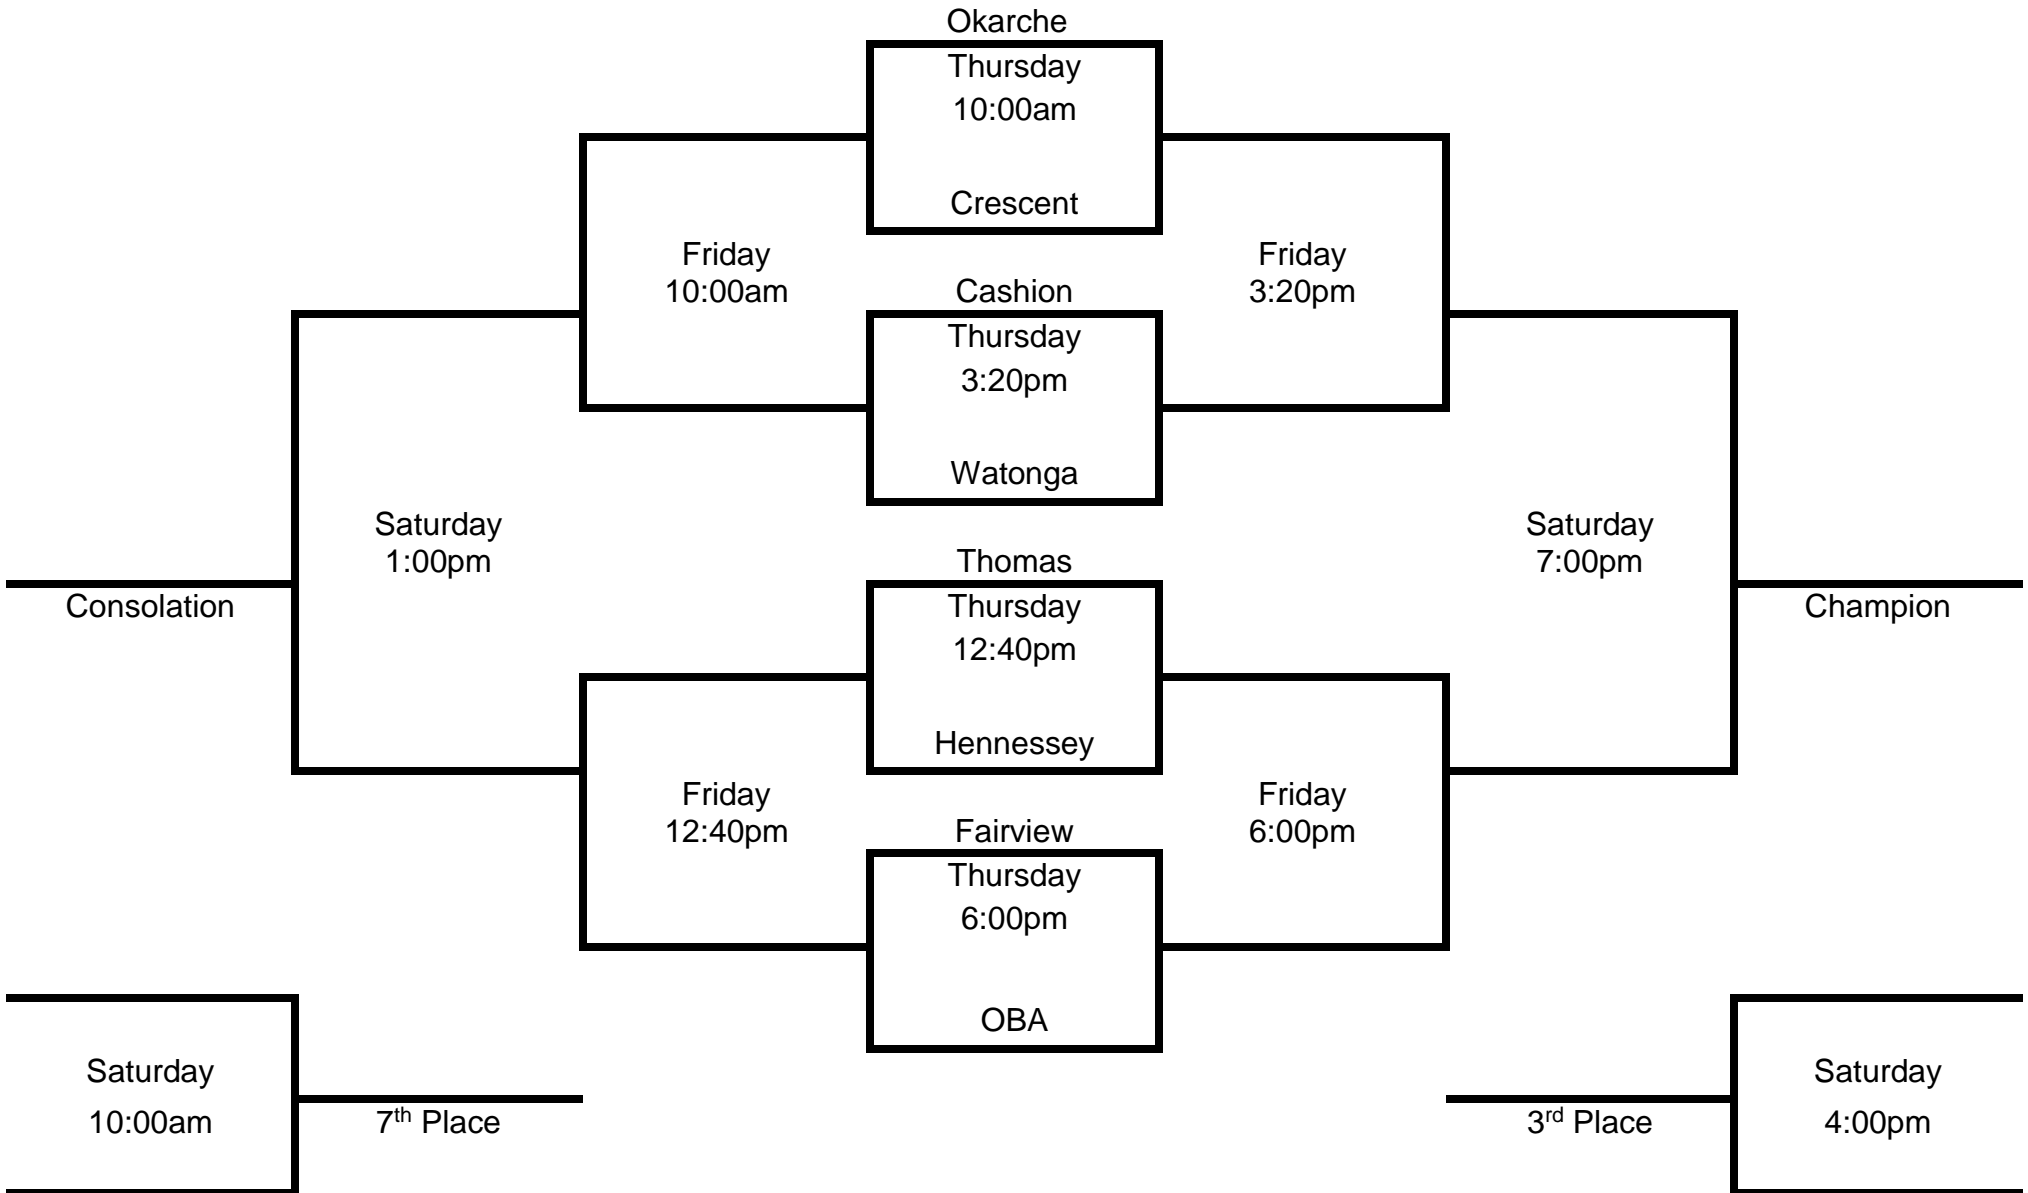 Okarche
Thursday
10:00am
Crescent
Friday
10:00am
Friday
3:20pm
Cashion
Thursday
3:20pm
Watonga
Saturday
1:00pm
Saturday
7:00pm
Consolation
Champion
Thomas
Thursday
12:40pm
Hennessey
Friday
12:40pm
Friday
6:00pm
Fairview
Thursday
6:00pm
OBA
Saturday
10:00am
7th Place
3rd Place
Saturday
4:00pm